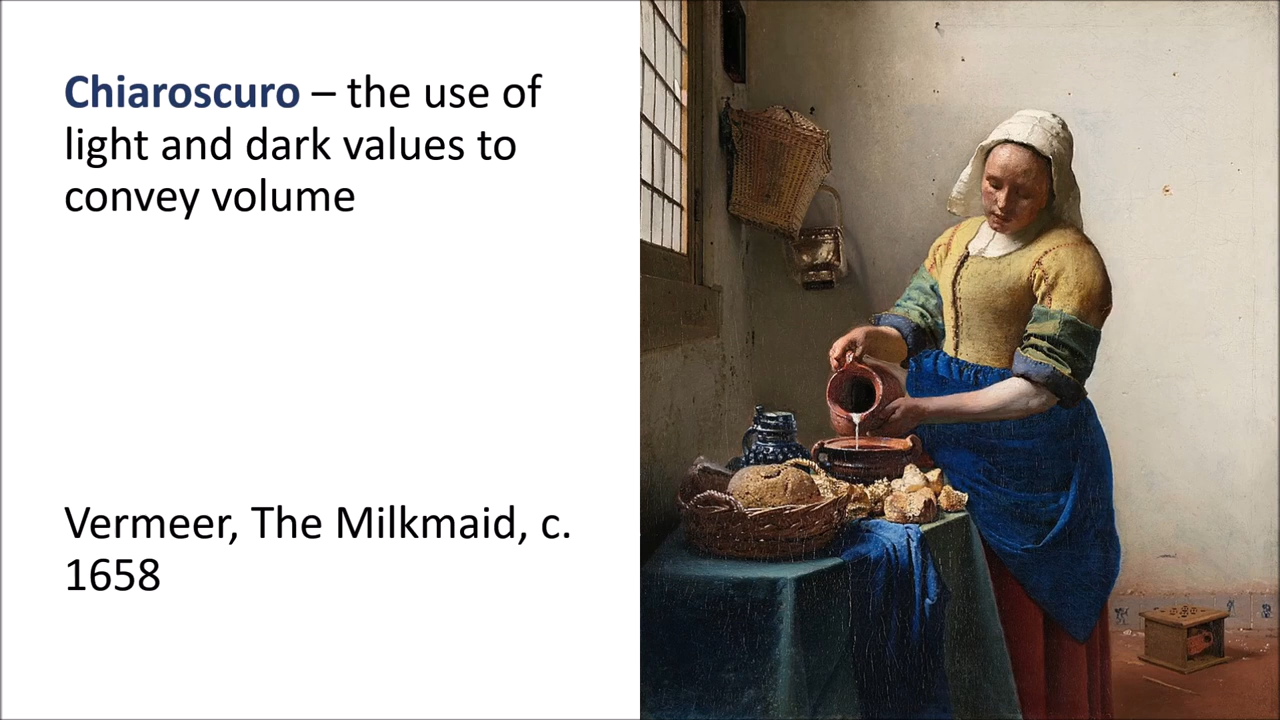 Chiaroscuro – the use of
light and dark values to
convey volume
Vermeer, The Milkmaid, c.
1658